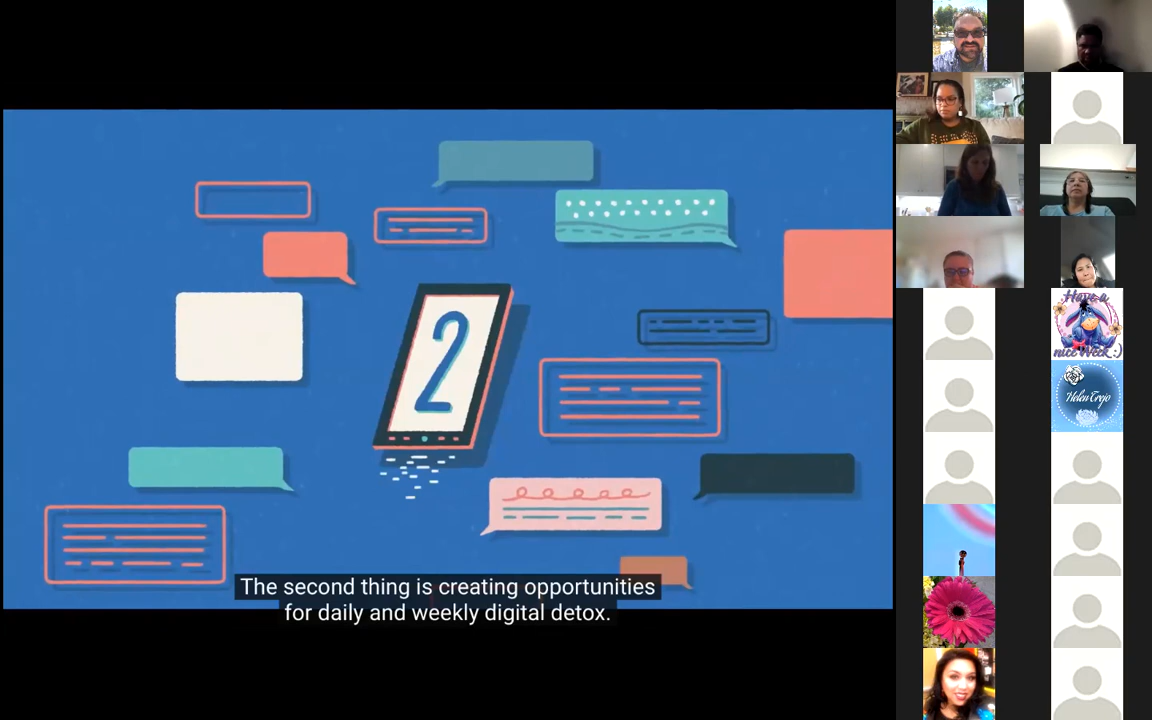 2
The second thing is creating opportunities
for daily and weekly digital detox.
Have a
nice Week :)
Helen Trejo